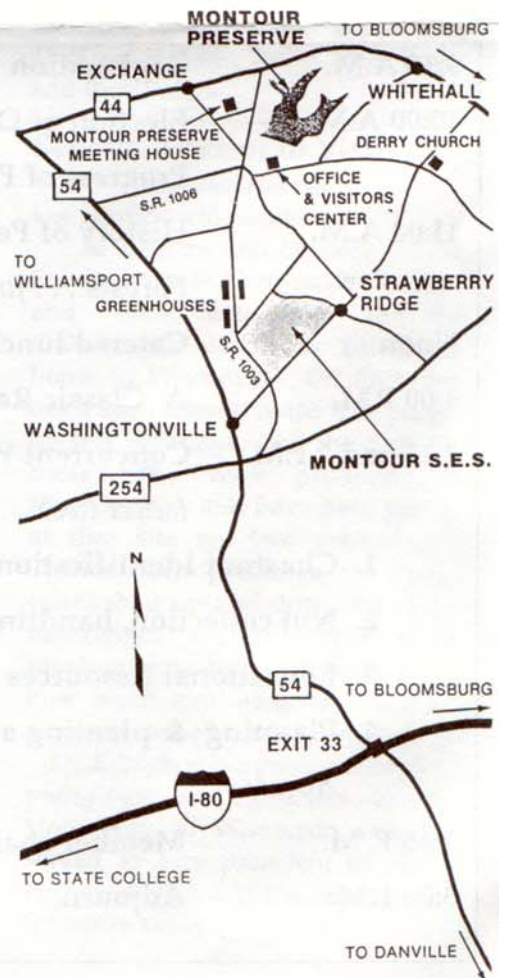 MONTOUR
PRESERVE
TO BLOOMSBURG
EXCHANGE
WHITEHALL
44
MONTOUR PRESERVE
MEETING HOUSE
DERRY CHURCH
54
S.R. 1006
OFFICE
& VISITORS
CENTER
TO
WILLIAMSPORT
GREENHOUSES
STRAWBERRY
RIDGE
S.R. 1003
WASHINGTONVILLE
MONTOUR S.E.S.
254
N
54
TO BLOOMSBURG
EXIT 33
I-80
TO STATE COLLEGE
TO DANVILLE